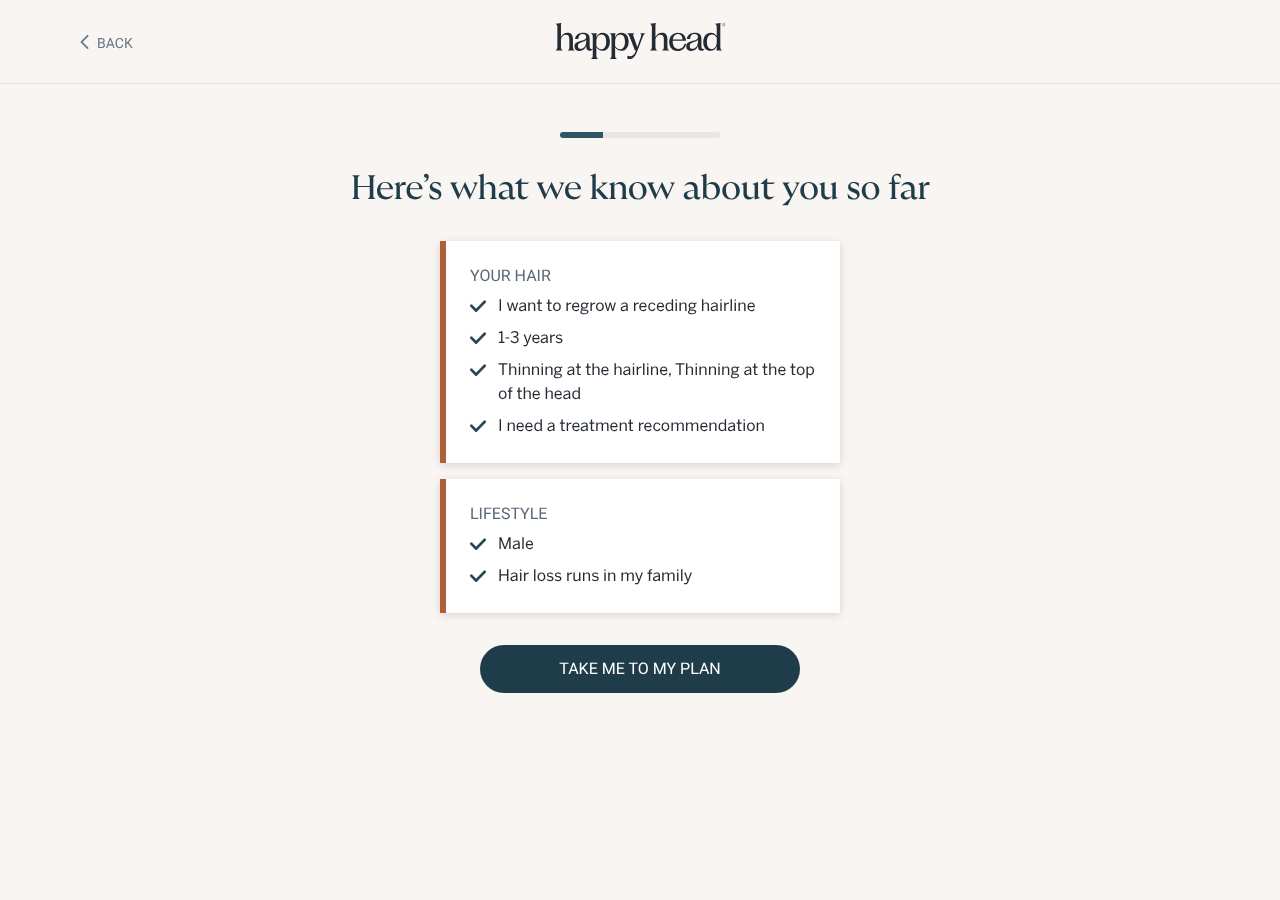 BACK
happy head
Here’s what we know about you so far
YOUR HAIR
I want to regrow a receding hairline
1-3 years
Thinning at the hairline, Thinning at the top
of the head
I need a treatment recommendation
LIFESTYLE
Male
Hair loss runs in my family
TAKE ME TO MY PLAN